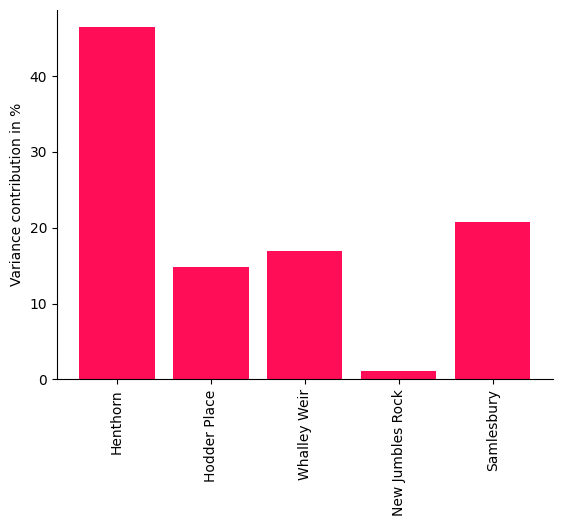 Variance contribution in %
40
30
20
10
0
Henthorn
Hodder Place
Whalley Weir
New Jumbles Rock
Samlesbury